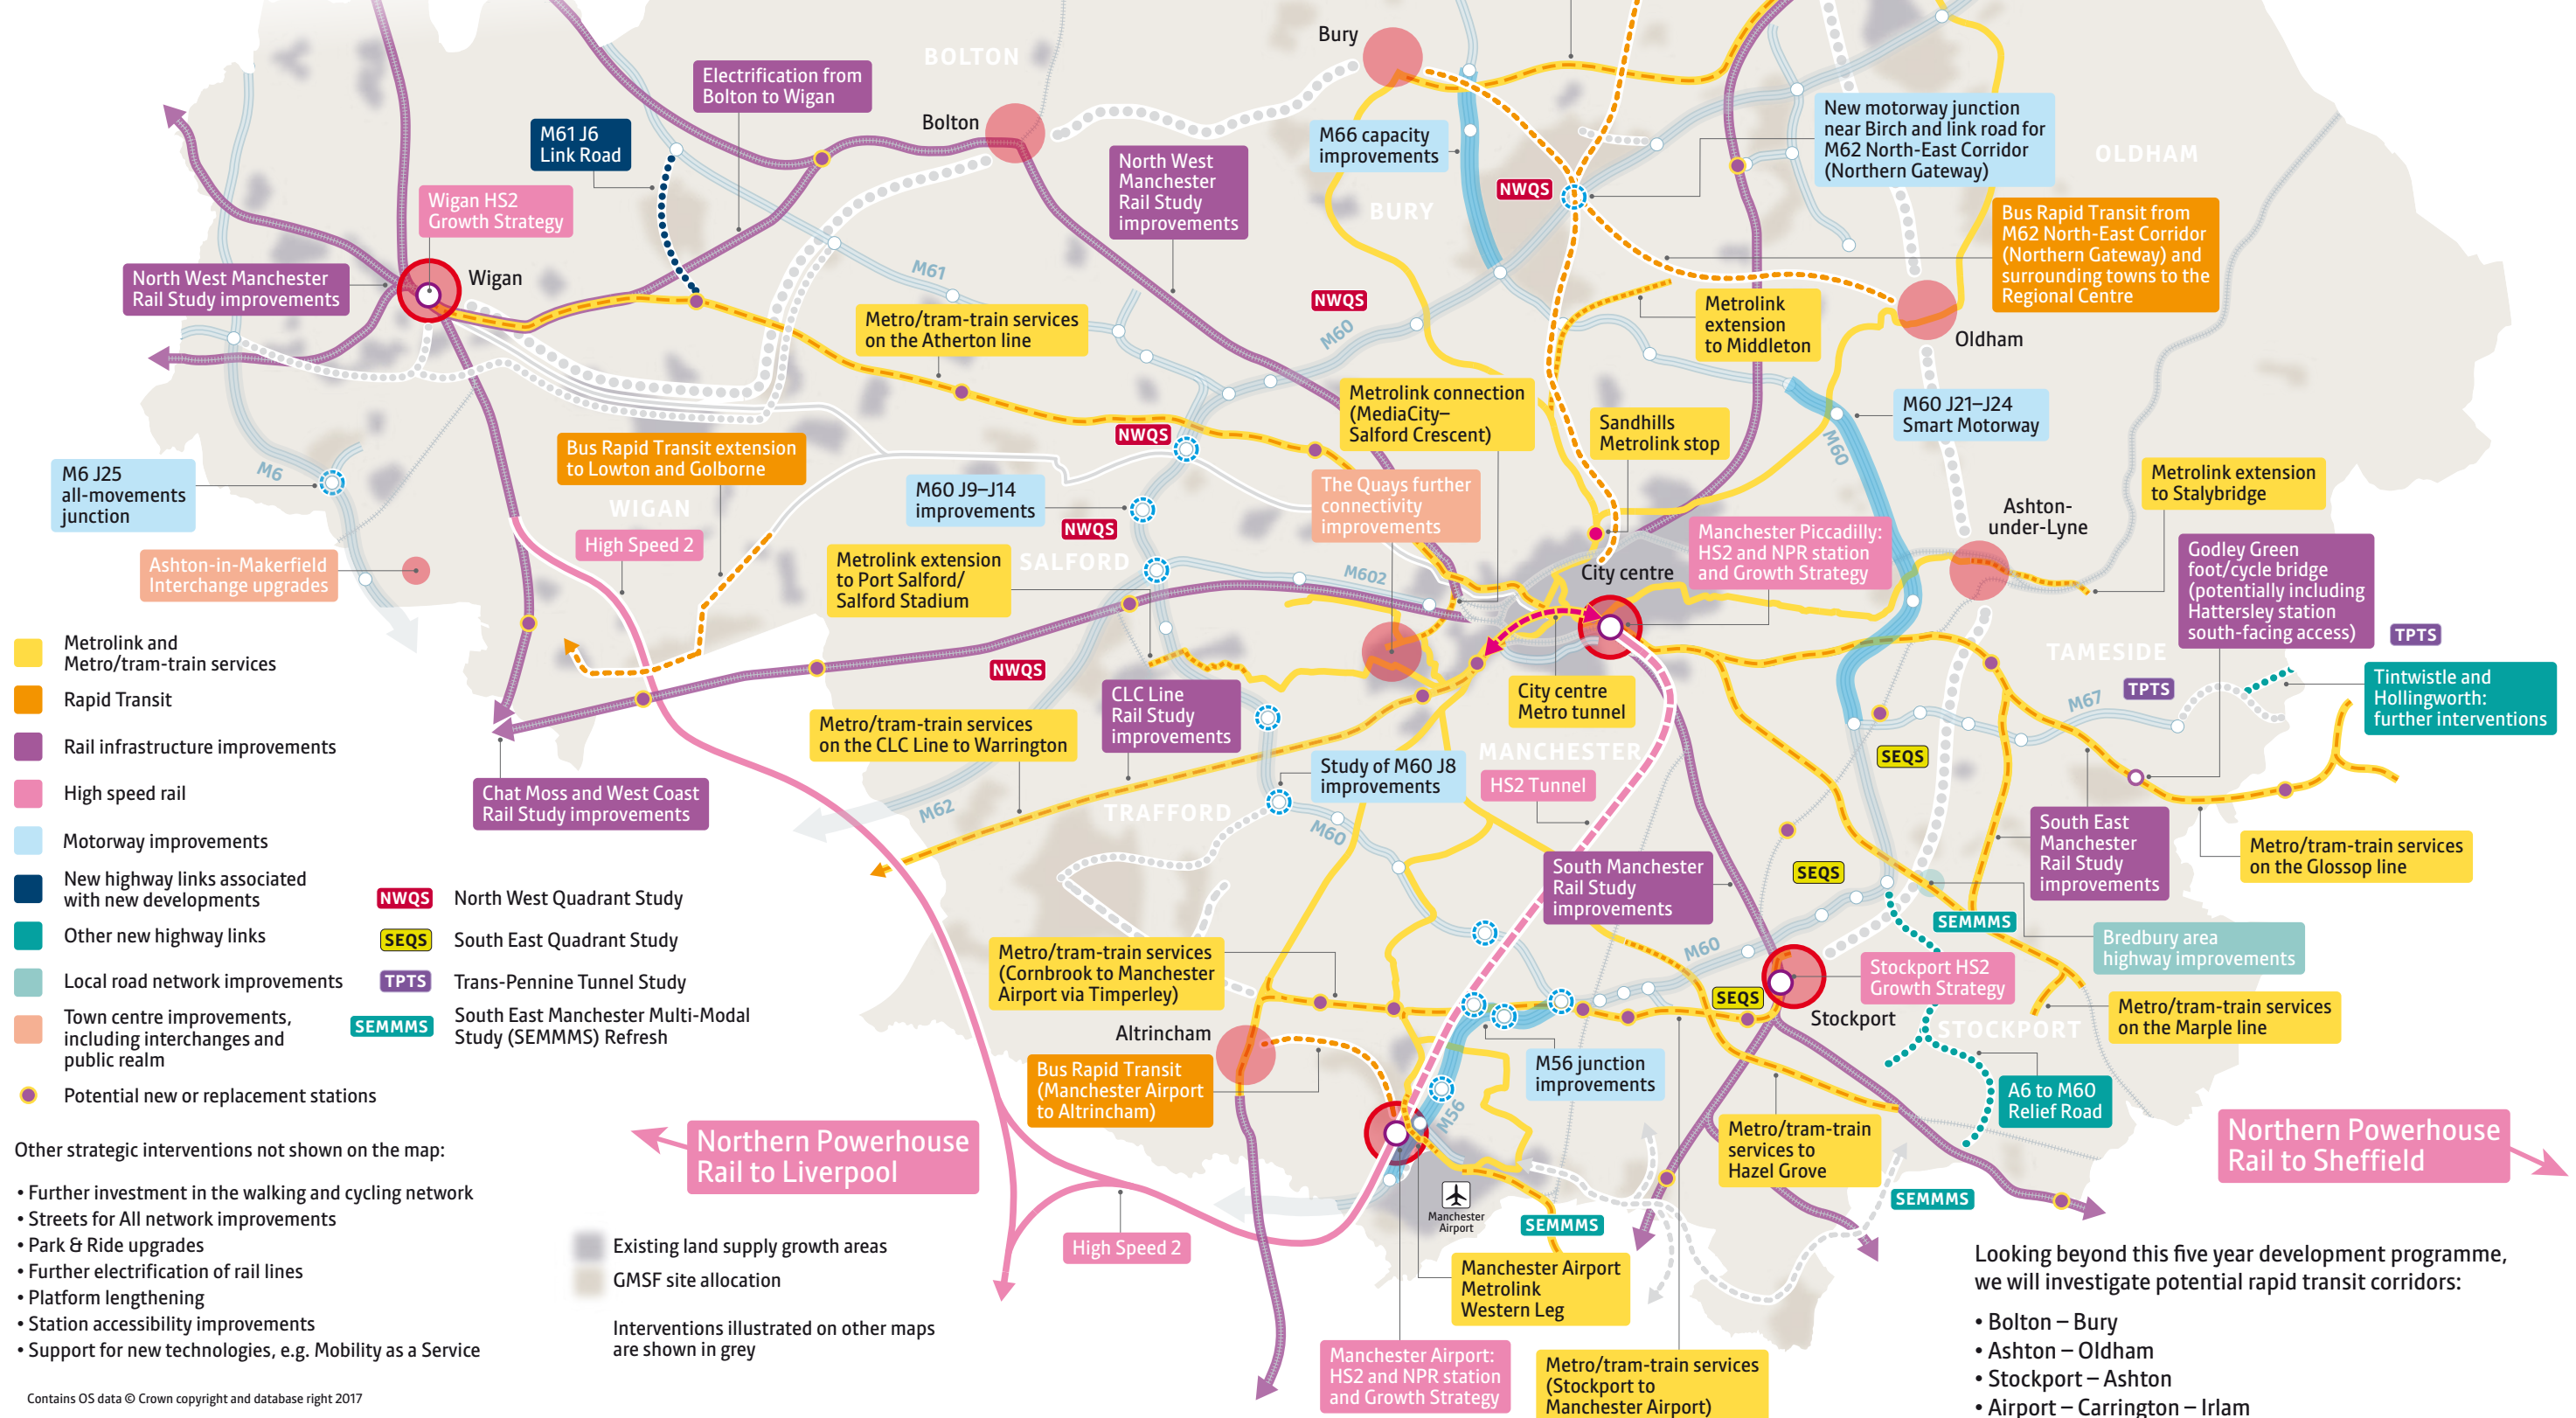 BOLTON
Bury
Electrification from
Bolton to Wigan
Bolton
M61 J6
Link Road
M66 capacity
improvements
New motorway junction
near Birch and link road for
M62 North-East Corridor
(Northern Gateway)
OLDHAM
North West
Manchester
Rail Study
improvements
NWQS
BURY
Wigan HS2
Growth Strategy
Bus Rapid Transit from
M62 North-East Corridor
(Northern Gateway) and
surrounding towns to the
Regional Centre
North West Manchester
Rail Study improvements
Wigan
M61
NWQS
M60
Metro/tram-train services
on the Atherton line
Metrolink
extension
to Middleton
Oldham
Metrolink connection
(MediaCity–
Salford Crescent)
Sandhills
Metrolink stop
M60 J21–J24
Smart Motorway
M60
NWQS
Bus Rapid Transit extension
to Lowton and Golborne
M6
M6 J25
all-movements
junction
WIGAN
M60 J9–J14
improvements
NWQS
The Quays further
connectivity
improvements
Metrolink extension
to Stalybridge
Ashton-
under-Lyne
High Speed 2
Manchester Piccadilly:
HS2 and NPR station
and Growth Strategy
Godley Green
foot/cycle bridge
(potentially including
Hattersley station
south-facing access)
TPTS
Ashton-in-Makerfield
Interchange upgrades
Metrolink extension
to Port Salford/
Salford Stadium
SALFORD
M602
City centre
Metrolink and
Metro/tram-train services
Rapid Transit
Rail infrastructure improvements
High speed rail
Motorway improvements
New highway links associated
with new developments
Other new highway links
Local road network improvements
Town centre improvements,
including interchanges and
public realm
Potential new or replacement stations
NWQS
North West Quadrant Study
SEQS
South East Quadrant Study
TPTS
Trans-Pennine Tunnel Study
SEMMMS
South East Manchester Multi-Modal
Study (SEMMMS) Refresh
NWQS
TAMESIDE
TPTS
M67
Tintwistle and
Hollingworth:
further interventions
CLC Line
Rail Study
improvements
City centre
Metro tunnel
Metro/tram-train services
on the CLC Line to Warrington
MANCHESTER
SEQS
Chat Moss and West Coast
Rail Study improvements
M62
TRAFFORD
Study of M60 J8
improvements
HS2 Tunnel
M60
South East
Manchester
Rail Study
improvements
Metro/tram-train services
on the Glossop line
South Manchester
Rail Study
improvements
SEQS
SEMMMS
Bredbury area
highway improvements
Metro/tram-train services
(Cornbrook to Manchester
Airport via Timperley)
M60
SEQS
Stockport HS2
Growth Strategy
Stockport
STOCKPORT
Metro/tram-train services
on the Marple line
Altrincham
Bus Rapid Transit
(Manchester Airport
to Altrincham)
M56 junction
improvements
M56
A6 to M60
Relief Road
Metro/tram-train
services to
Hazel Grove
Northern Powerhouse
Rail to Liverpool
Northern Powerhouse
Rail to Sheffield
SEMMMS
Manchester
Airport
SEMMMS
High Speed 2
Manchester Airport
Metrolink
Western Leg
Manchester Airport:
HS2 and NPR station
and Growth Strategy
Metro/tram-train services
(Stockport to
Manchester Airport)
Other strategic interventions not shown on the map:
• Further investment in the walking and cycling network
• Streets for All network improvements
• Park & Ride upgrades
• Further electrification of rail lines
• Platform lengthening
• Station accessibility improvements
• Support for new technologies, e.g. Mobility as a Service
Existing land supply growth areas
GMSF site allocation
Interventions illustrated on other maps
are shown in grey
Looking beyond this five year development programme,
we will investigate potential rapid transit corridors:
• Bolton – Bury
• Ashton – Oldham
• Stockport – Ashton
• Airport – Carrington – Irlam
Contains OS data © Crown copyright and database right 2017